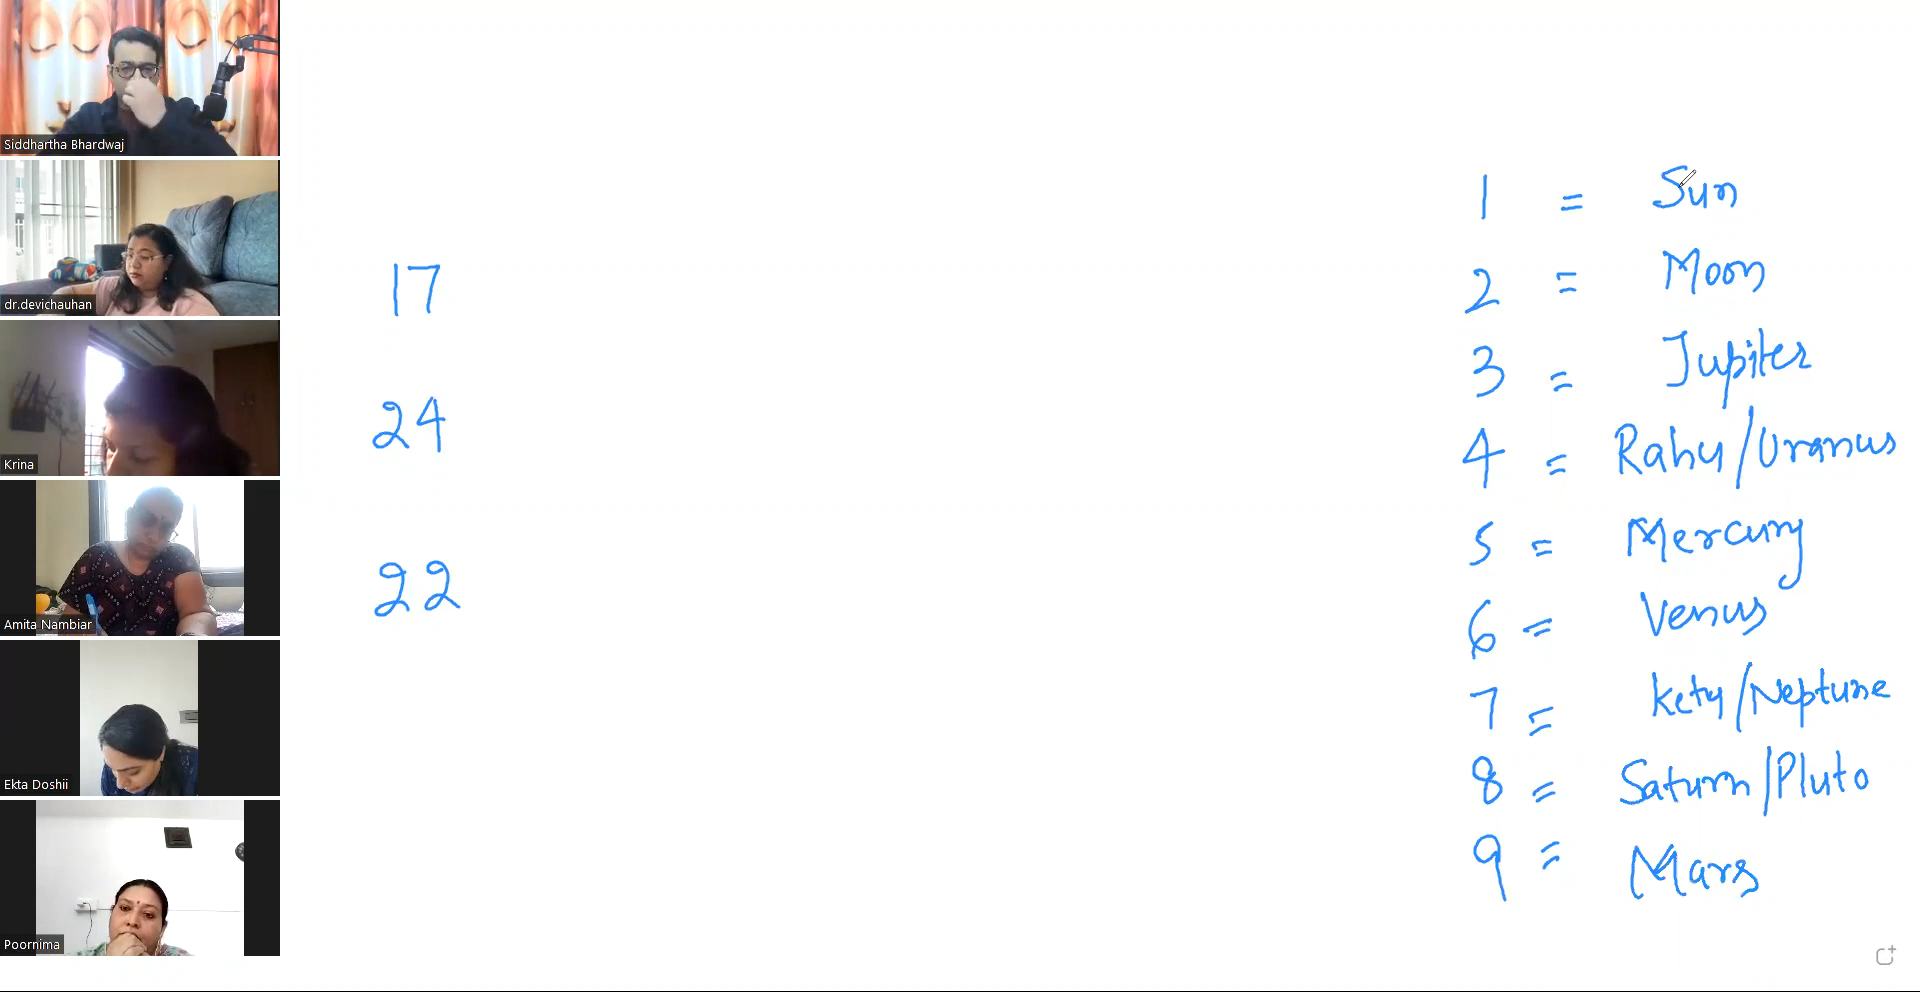 Siddhartha Bhardwaj
dr.devichauhan
Krina
Amita Nambiar
Ekta Doshii
Poornima
17
24
22
1 = Sun
2 = Moon
3 = Jupiter
4 = Rahu/Uranus
5 = Mercury
6 = Venus
7 = Ketu/Neptune
8 = Saturn/Pluto
9 = Mars